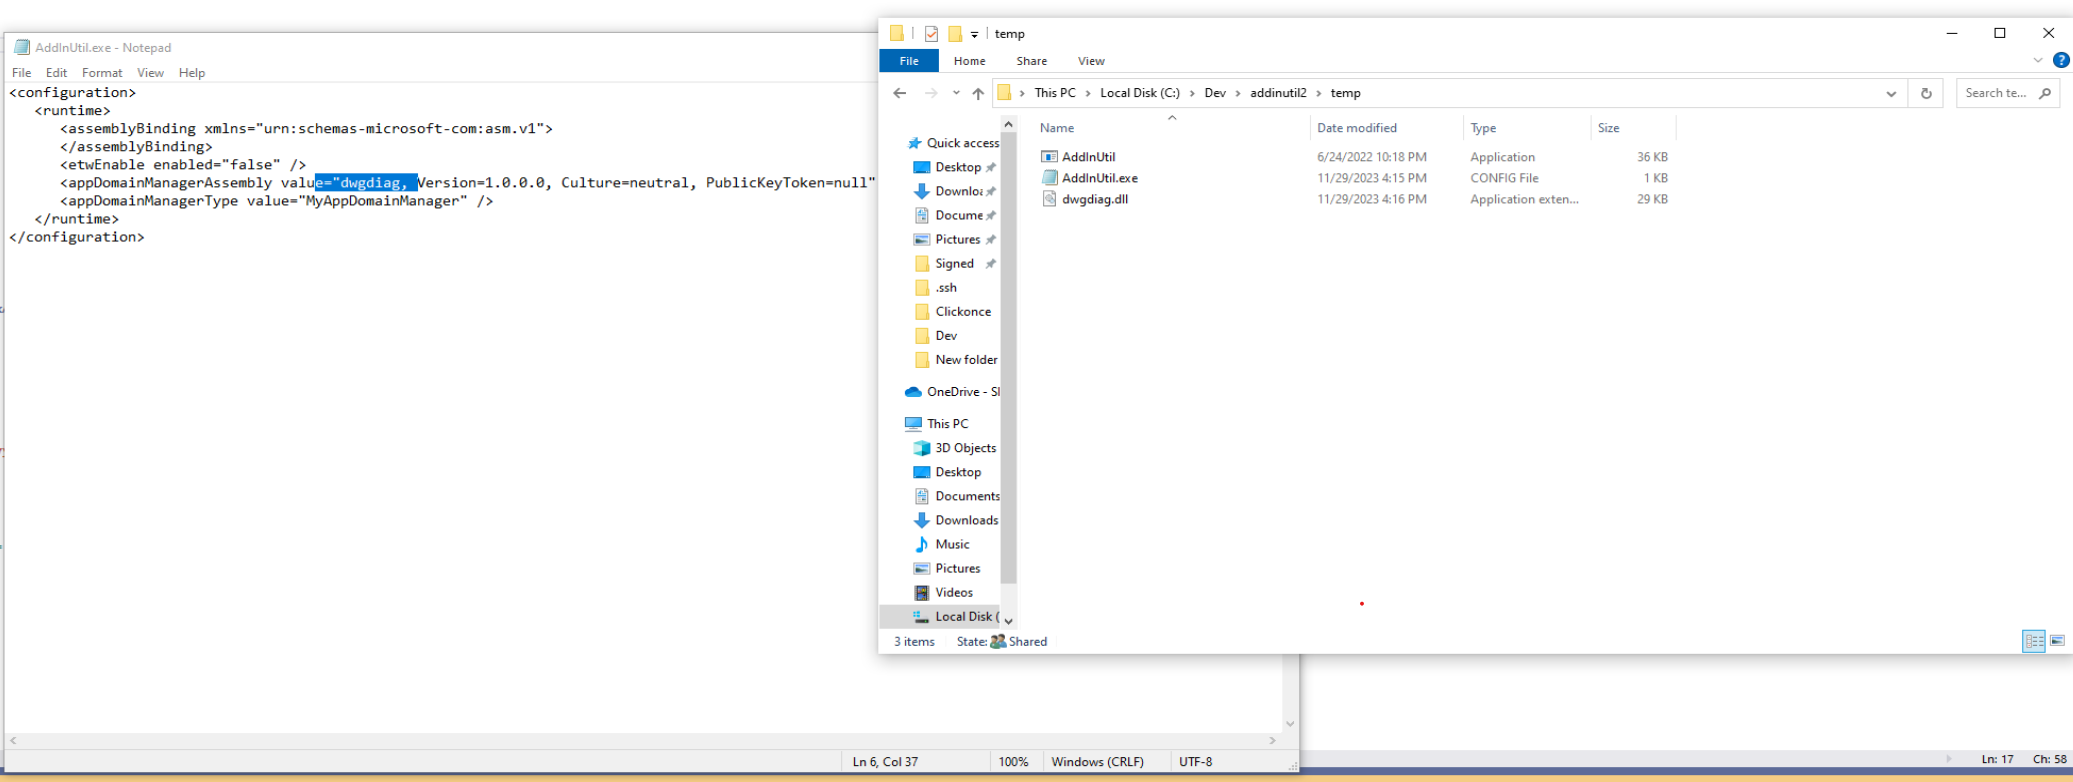 AddInUtil.exe - Notepad
File Edit Format View Help
<configuration>
<runtime>
<assemblyBinding xmlns="urn:schemas-microsoft-com:asm.v1">
</assemblyBinding>
<etwEnable enabled="false" />
<appDomainManagerAssembly value="dwgdiag, Version=1.0.0.0, Culture=neutral, PublicKeyToken=null"
<appDomainManagerType value="MyAppDomainManager" />
</runtime>
</configuration>
Ln 6, Col 37 100% Windows (CRLF) UTF-8
temp
File Home Share View
This PC > Local Disk (C:) > Dev > addinutil2 > temp
Search te...
Name Date modified Type Size
AddInUtil 6/24/2022 10:18 PM Application 36 KB
AddInUtil.exe 11/29/2023 4:15 PM CONFIG File 1 KB
dwgdiag.dll 11/29/2023 4:16 PM Application exten... 29 KB
Quick access
Desktop
Downloa
Docume
Pictures
Signed
.ssh
Clickonce
Dev
New folder
OneDrive - Sl
This PC
3D Objects
Desktop
Documents
Downloads
Music
Pictures
Videos
Local Disk (
3 items State: Shared
Ln: 17 Ch: 58